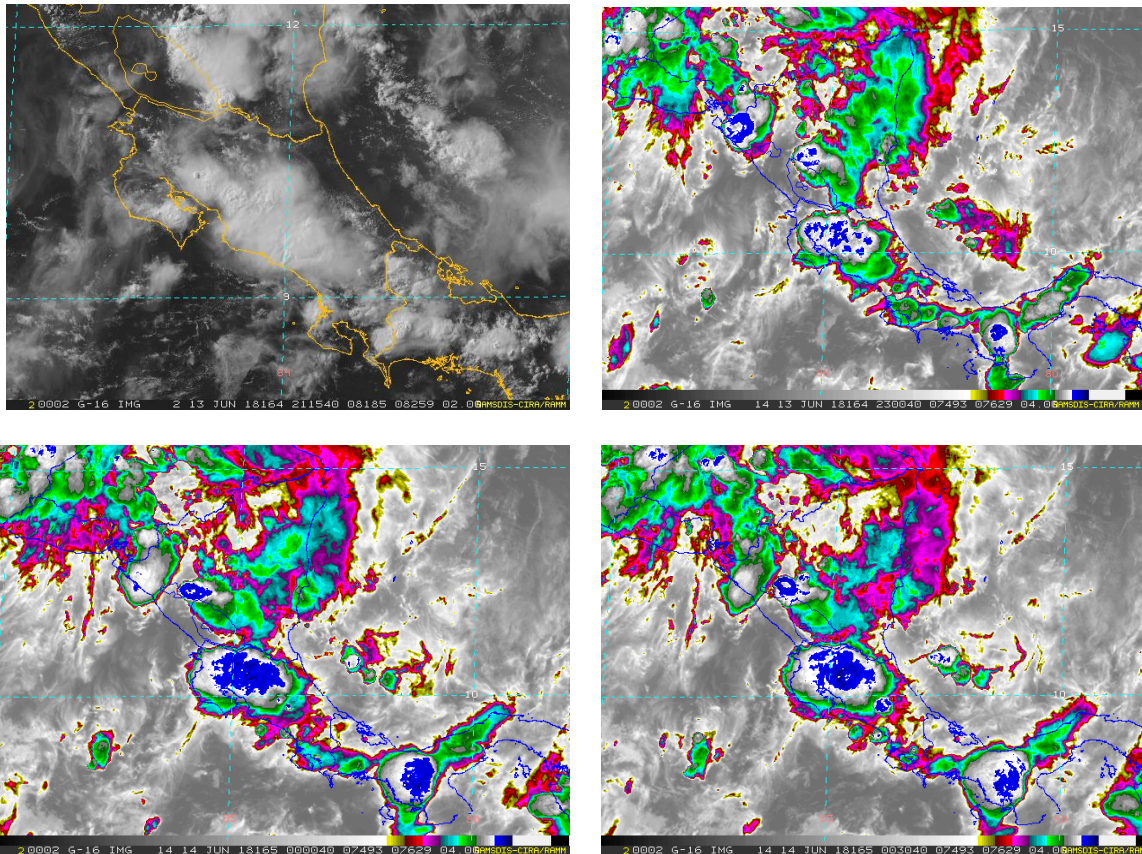 12
9
84
2 0002 G-16 IMG 2 13 JUN 18164 211540 08185 08259 02.00 RAMSDIS-CIRA/RAMM
15
10
2 0002 G-16 IMG 14 13 JUN 18164 230040 07493 07629 04.00 RAMSDIS-CIRA/RAMM
15
10
2 0002 G-16 IMG 14 14 JUN 18165 000040 07493 07629 04.00 RAMSDIS-CIRA/RAMM
15
10
2 0002 G-16 IMG 14 14 JUN 18165 003040 07493 07629 04.00 RAMSDIS-CIRA/RAMM